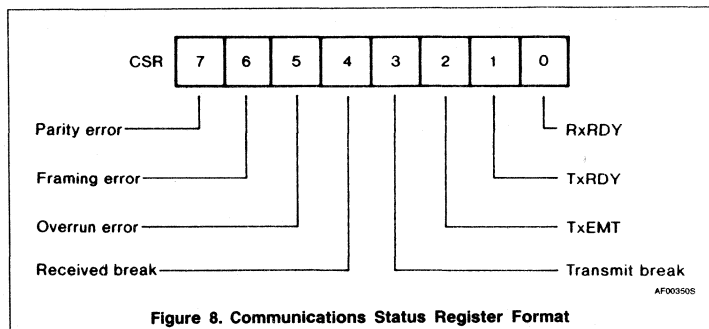 CSR 7 6 5 4 3 2 1 0
Parity error RxRDY
Framing error TxRDY
Overrun error TxEMT
Received break Transmit break
AF00350S
Figure 8. Communications Status Register Format